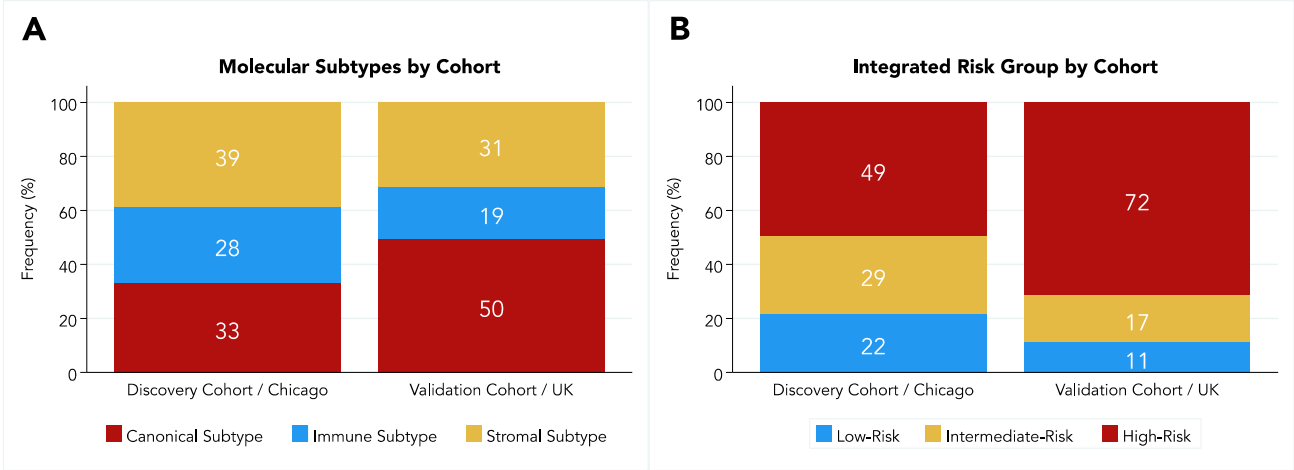 A
Molecular Subtypes by Cohort
Frequency (%)
100
80
60
40
20
0
39
28
33
31
19
50
Discovery Cohort / Chicago
Validation Cohort / UK
Canonical Subtype
Immune Subtype
Stromal Subtype
B
Integrated Risk Group by Cohort
Frequency (%)
100
80
60
40
20
0
49
29
22
72
17
11
Discovery Cohort / Chicago
Validation Cohort / UK
Low-Risk
Intermediate-Risk
High-Risk